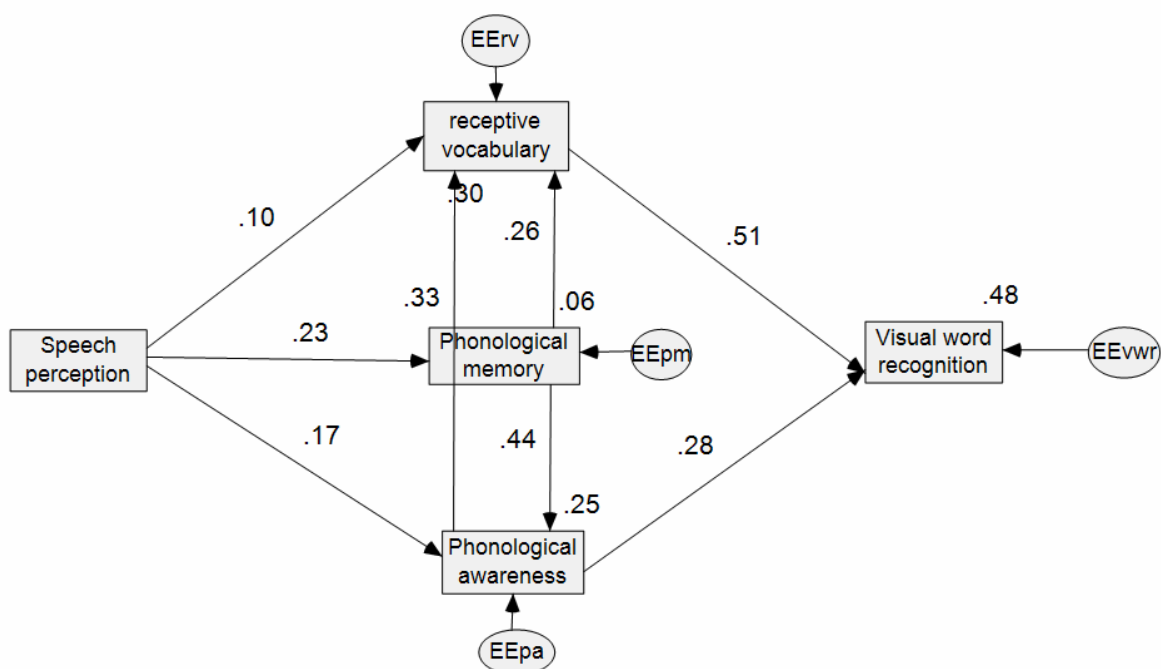 EErv
receptive
vocabulary
.30
.10
.26
.51
.33
.06
.48
Speech
perception
.23
Phonological
memory
EEpm
Visual word
recognition
EEvwr
.17
.44
.28
.25
Phonological
awareness
EEpa